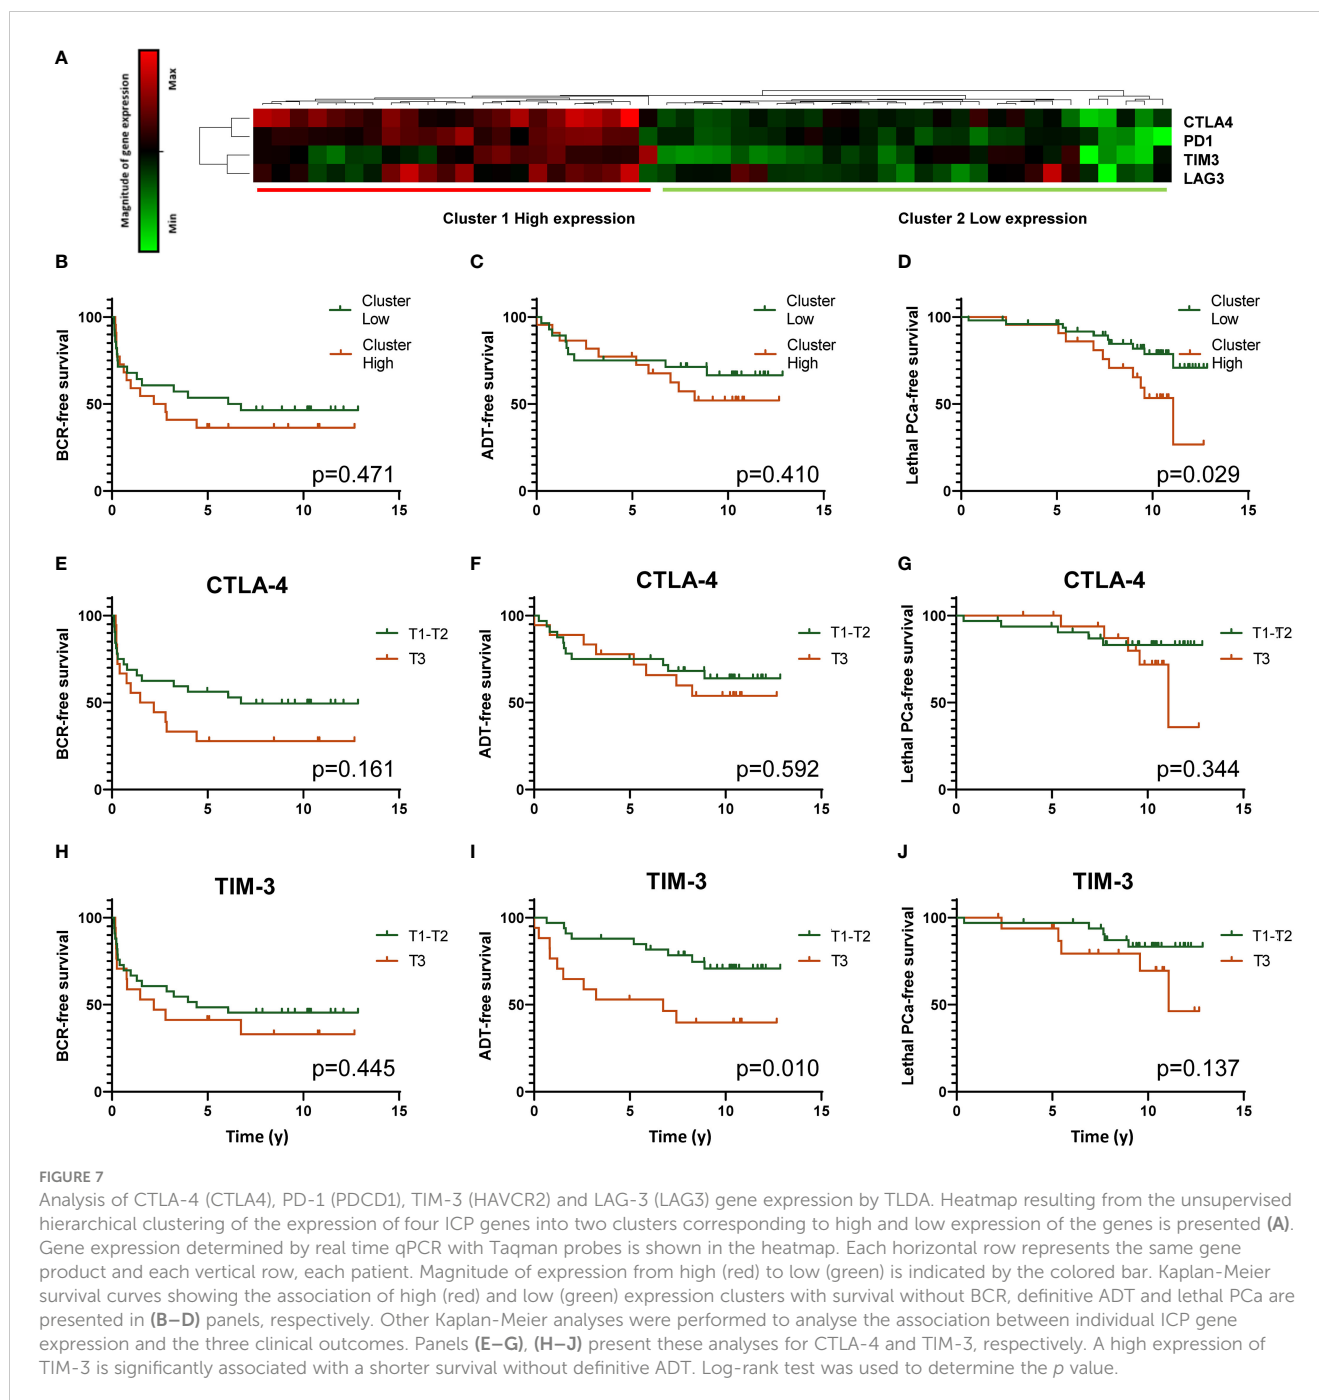 A
Magnitude of gene expression
Max
Min
CTLA4
PD1
TIM3
LAG3
Cluster 1 High expression
Cluster 2 Low expression
B
BCR-free survival
100
50
0
0 5 10 15
Cluster
Low
Cluster
High
p=0.471
C
ADT-free survival
100
50
0
0 5 10 15
Cluster
Low
Cluster
High
p=0.410
D
Lethal PCa-free survival
100
50
0
0 5 10 15
Cluster
Low
Cluster
High
p=0.029
E
CTLA-4
BCR-free survival
100
50
0
0 5 10 15
T1-T2
T3
p=0.161
F
CTLA-4
ADT-free survival
100
50
0
0 5 10 15
T1-T2
T3
p=0.592
G
CTLA-4
Lethal PCa-free survival
100
50
0
0 5 10 15
T1-T2
T3
p=0.344
H
TIM-3
BCR-free survival
100
50
0
0 5 10 15
T1-T2
T3
p=0.445
Time (y)
I
TIM-3
ADT-free survival
100
50
0
0 5 10 15
T1-T2
T3
p=0.010
Time (y)
J
TIM-3
Lethal PCa-free survival
100
50
0
0 5 10 15
T1-T2
T3
p=0.137
Time (y)
FIGURE 7
Analysis of CTLA-4 (CTLA4), PD-1 (PDCD1), TIM-3 (HAVCR2) and LAG-3 (LAG3) gene expression by TLDA. Heatmap resulting from the unsupervised
hierarchical clustering of the expression of four ICP genes into two clusters corresponding to high and low expression of the genes is presented (A).
Gene expression determined by real time qPCR with Taqman probes is shown in the heatmap. Each horizontal row represents the same gene
product and each vertical row, each patient. Magnitude of expression from high (red) to low (green) is indicated by the colored bar. Kaplan-Meier
survival curves showing the association of high (red) and low (green) expression clusters with survival without BCR, definitive ADT and lethal PCa are
presented in (B–D) panels, respectively. Other Kaplan-Meier analyses were performed to analyse the association between individual ICP gene
expression and the three clinical outcomes. Panels (E–G), (H–J) present these analyses for CTLA-4 and TIM-3, respectively. A high expression of
TIM-3 is significantly associated with a shorter survival without definitive ADT. Log-rank test was used to determine the p value.